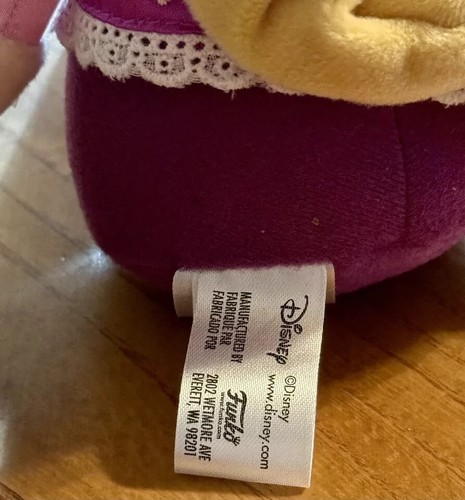 Disney
©Disney
www.disney.com
MANUFACTURED BY
FABRIQUE PAR
FABRICADO POR
Funko
www.funko.com
2802 WETMORE AVE
EVERETT, WA 98201